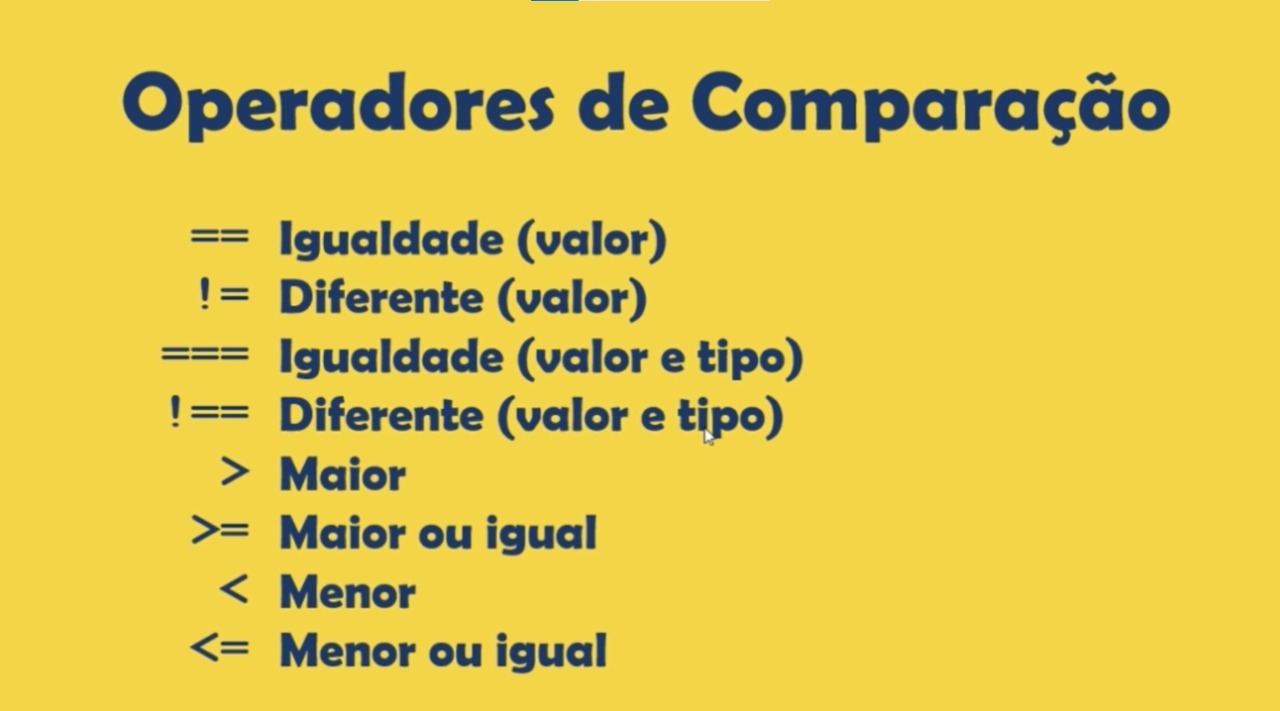 Operadores de Comparação
== Igualdade (valor)
!= Diferente (valor)
=== Igualdade (valor e tipo)
!== Diferente (valor e tipo)
> Maior
>= Maior ou igual
< Menor
<= Menor ou igual